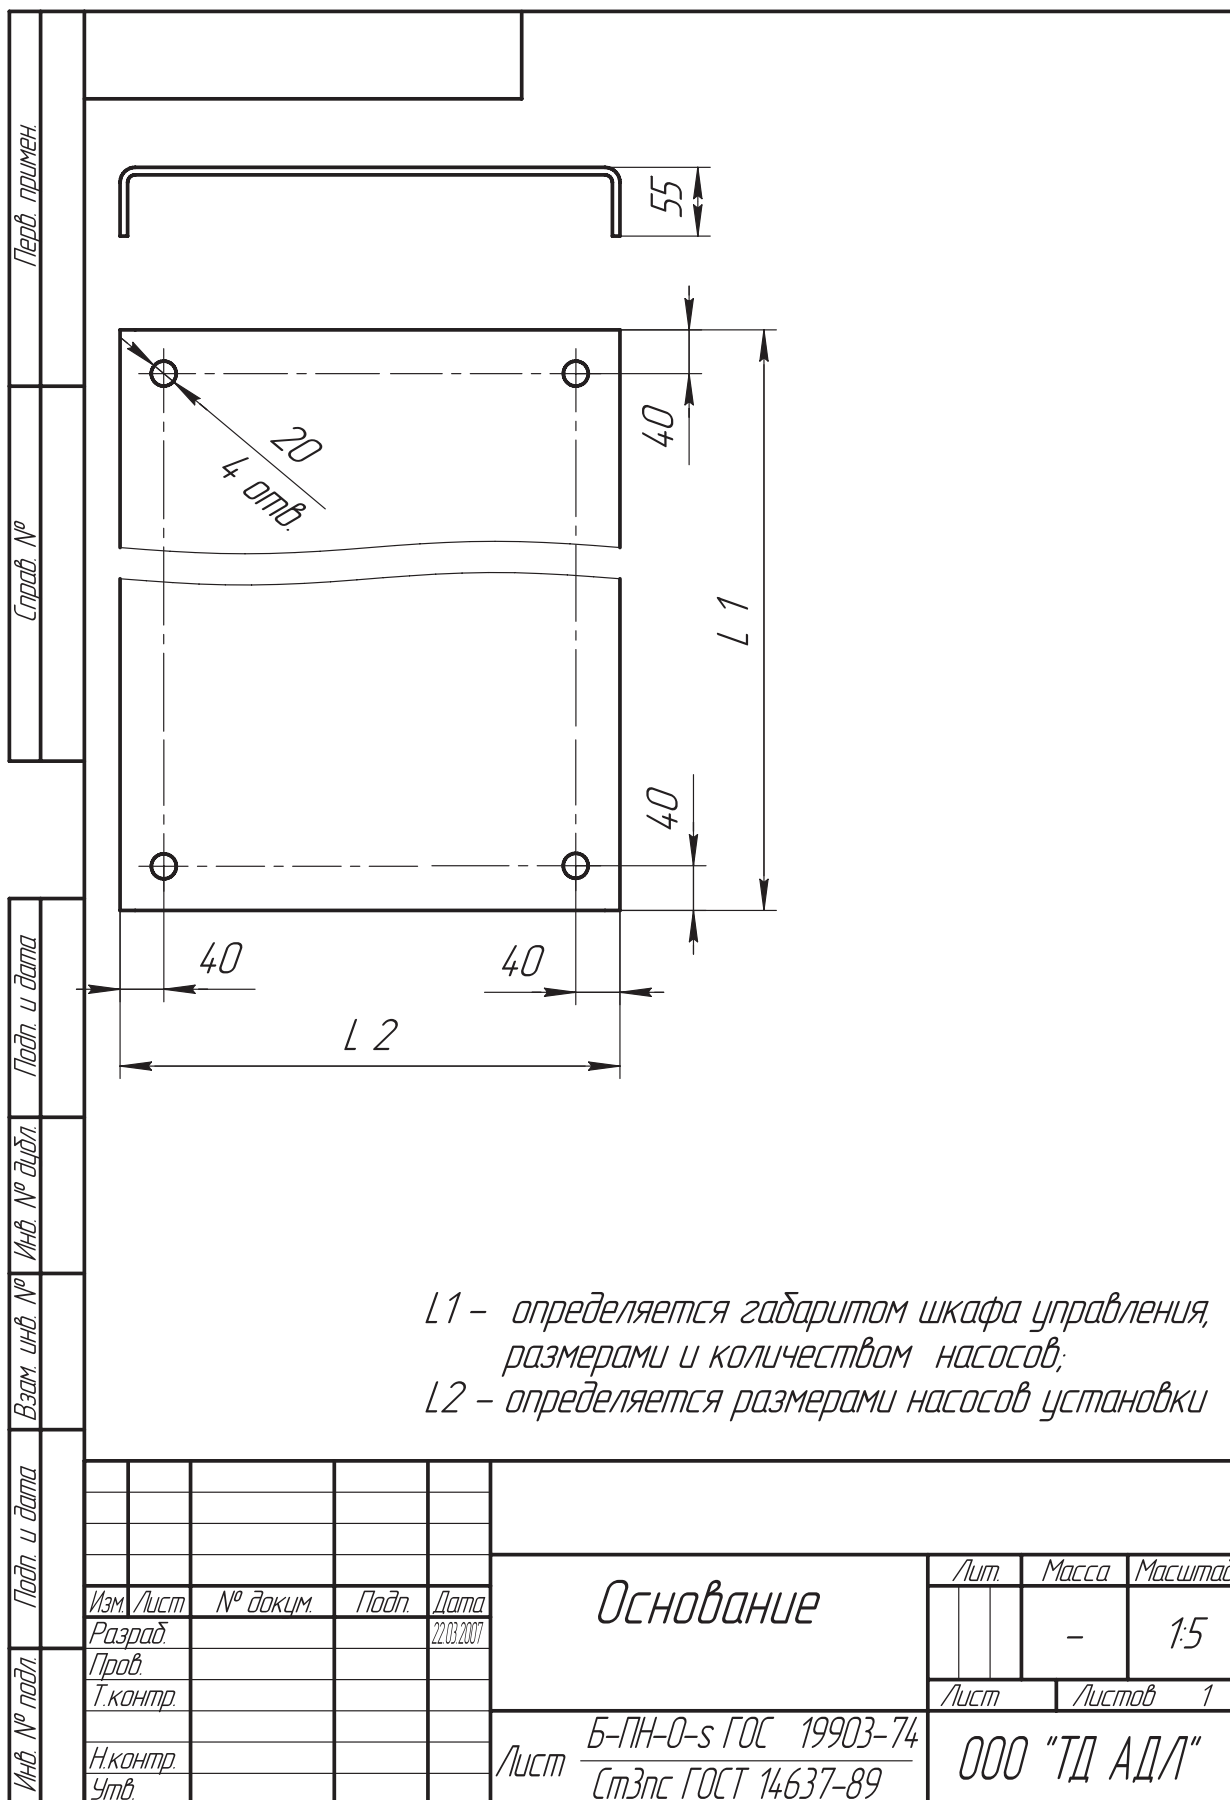 Перв. примен.
Справ. №
Подп. и дата
Инв. № дубл.
Взам. инв. №
Подп. и дата
Инв. № подл.
55
40
20
4 отв.
L 1
40
40
40
L 2
L1 – определяется габаритом шкафа управления,
размерами и количеством насосов;
L2 – определяется размерами насосов установки
Изм. Лист № докум. Подп. Дата
Разраб. 22.03.2007
Пров.
Т.контр.
Н.контр.
Утв.
Основание
Лит. Масса Масштаб
– 1:5
Лист Листов 1
Лист Б-ПН-О-s ГОС 19903-74
Ст3пс ГОСТ 14637-89
ООО "ТД АДЛ"